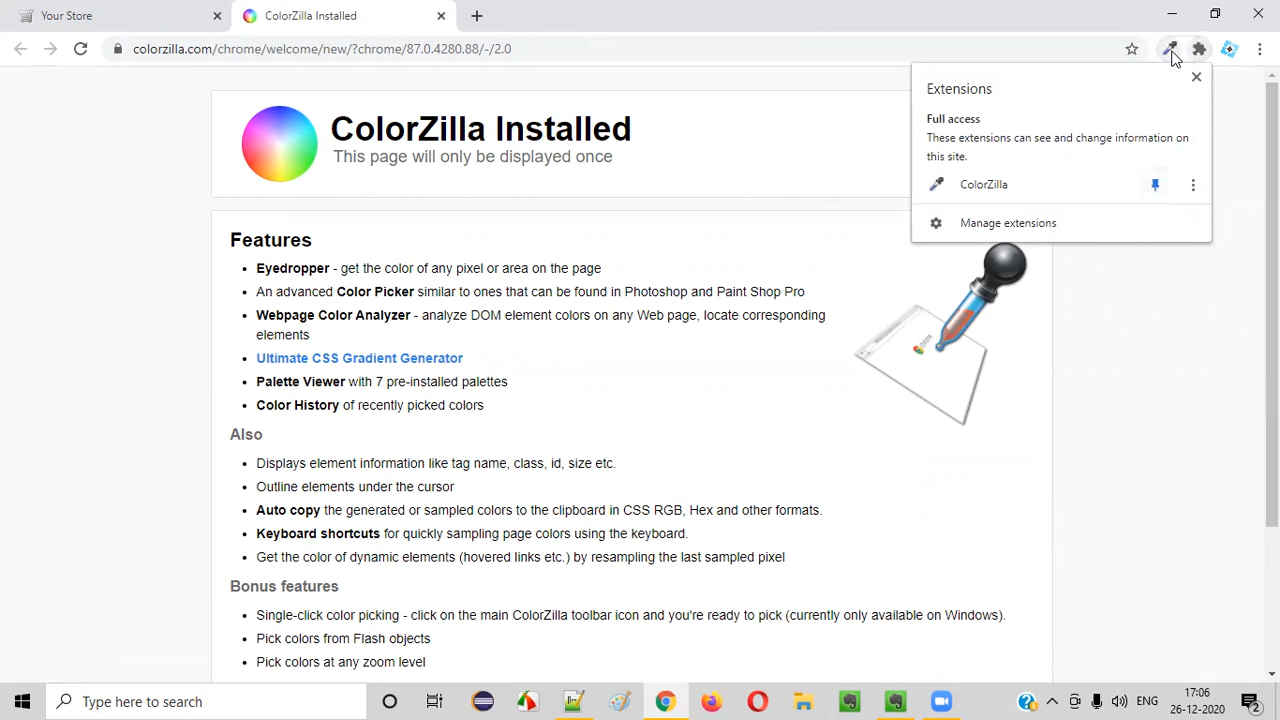 Your Store
ColorZilla Installed
colorzilla.com/chrome/welcome/new/?chrome/87.0.4280.88/-/2.0
Extensions
Full access
These extensions can see and change information on
this site.
ColorZilla
Manage extensions
ColorZilla Installed
This page will only be displayed once
Features
• Eyedropper - get the color of any pixel or area on the page
• An advanced Color Picker similar to ones that can be found in Photoshop and Paint Shop Pro
• Webpage Color Analyzer - analyze DOM element colors on any Web page, locate corresponding
elements
• Ultimate CSS Gradient Generator
• Palette Viewer with 7 pre-installed palettes
• Color History of recently picked colors
Also
• Displays element information like tag name, class, id, size etc.
• Outline elements under the cursor
• Auto copy the generated or sampled colors to the clipboard in CSS RGB, Hex and other formats.
• Keyboard shortcuts for quickly sampling page colors using the keyboard.
• Get the color of dynamic elements (hovered links etc.) by resampling the last sampled pixel
Bonus features
• Single-click color picking - click on the main ColorZilla toolbar icon and you're ready to pick (currently only available on Windows).
• Pick colors from Flash objects
• Pick colors at any zoom level
Type here to search
ENG
17:06
26-12-2020
2